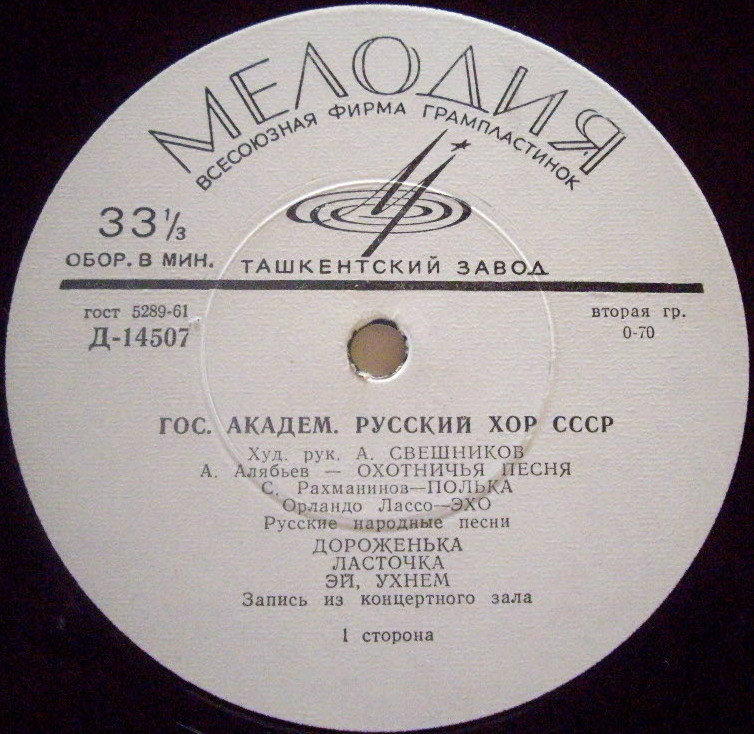 МЕЛОДИЯ
ВСЕСОЮЗНАЯ ФИРМА ГРАМПЛАСТИНОК
33 1/3
ОБОР. В МИН.
ТАШКЕНТСКИЙ ЗАВОД
гост 5289-61
Д-14507
вторая гр.
0-70
ГОС. АКАДЕМ. РУССКИЙ ХОР СССР
Худ. рук. А. СВЕШНИКОВ
А. Алябьев — ОХОТНИЧЬЯ ПЕСНЯ
С. Рахманинов—ПОЛЬКА
Орландо Лассо—ЭХО
Русские народные песни
ДОРОЖЕНЬКА
ЛАСТОЧКА
ЭЙ, УХНЕМ
Запись из концертного зала
1 сторона